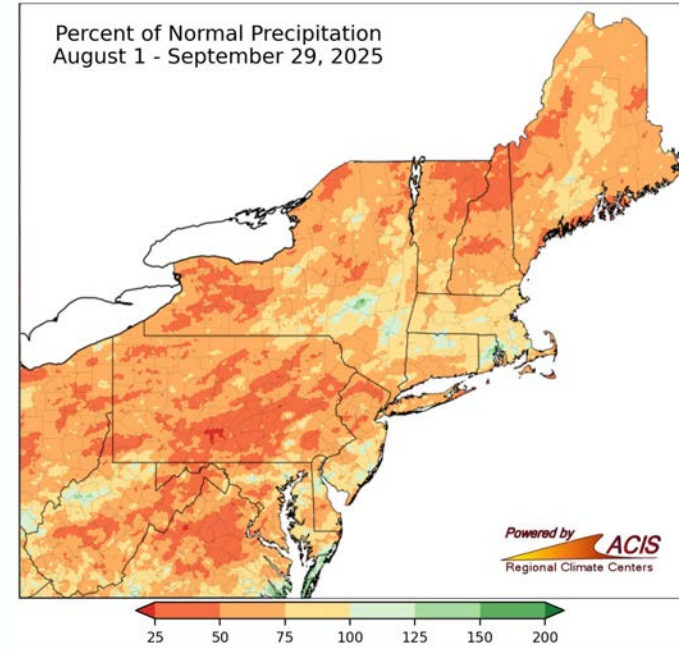 Percent of Normal Precipitation
August 1 - September 29, 2025
Powered by
ACIS
Regional Climate Centers
25 50 75 100 125 150 200